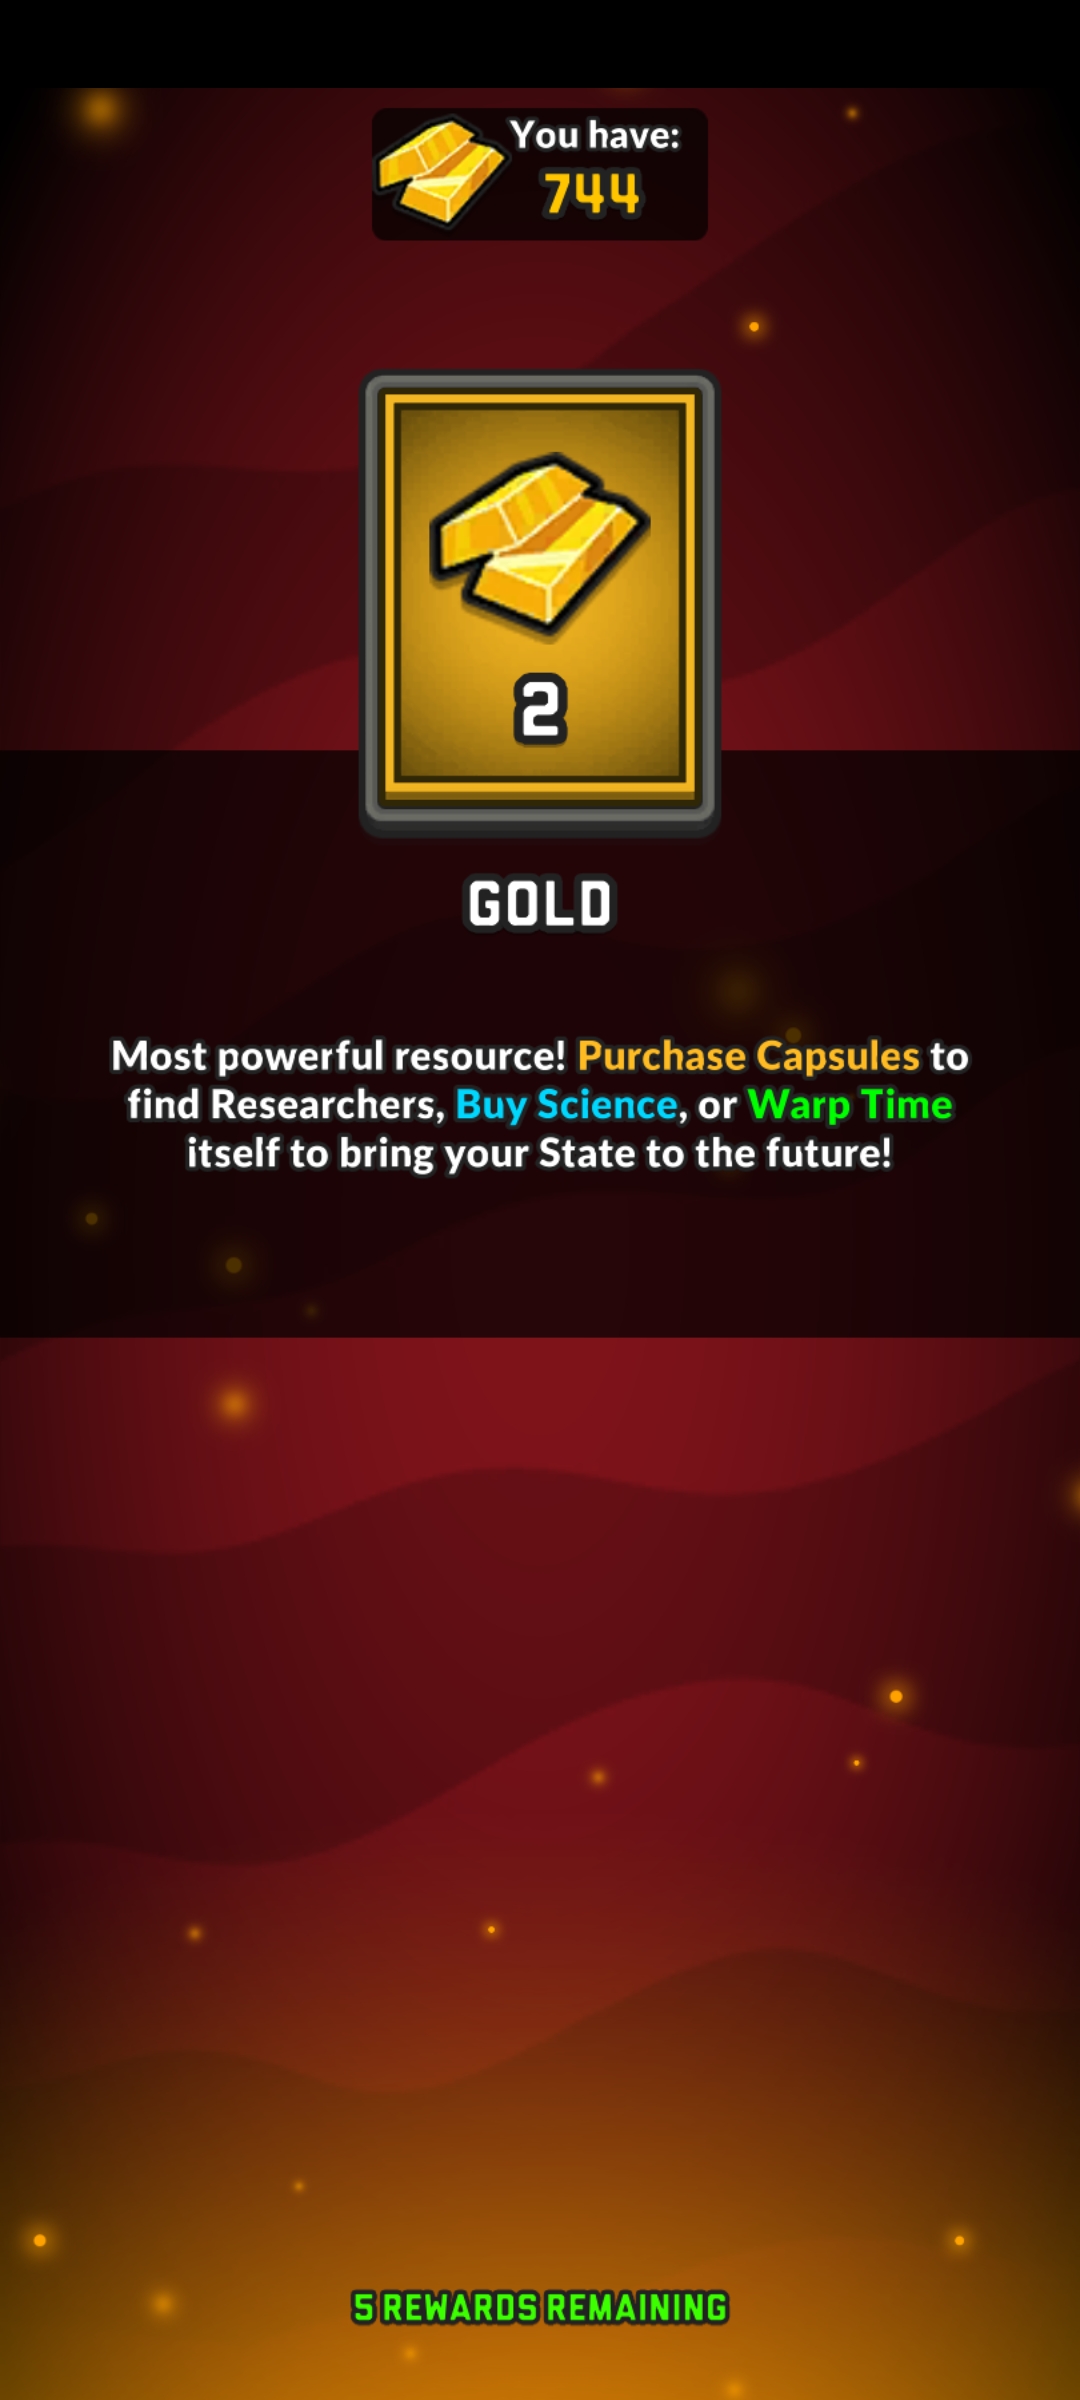 You have:
744
2
GOLD
Most powerful resource! Purchase Capsules to
find Researchers, Buy Science, or Warp Time
itself to bring your State to the future!
5 REWARDS REMAINING